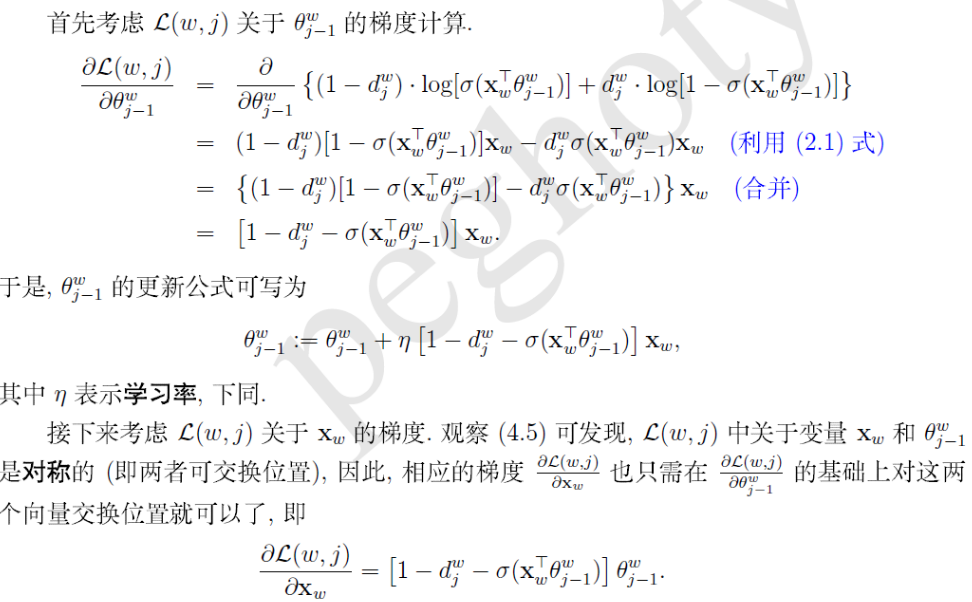 首先考虑 $\mathcal{L}(w, j)$ 关于 $\theta_{j-1}^w$ 的梯度计算.
$\frac{\partial \mathcal{L}(w, j)}{\partial \theta_{j-1}^w} = \frac{\partial}{\partial \theta_{j-1}^w} \left\{ (1 - d_j^w) \cdot \log[\sigma(\mathbf{x}_w^\top \theta_{j-1}^w)] + d_j^w \cdot \log[1 - \sigma(\mathbf{x}_w^\top \theta_{j-1}^w)] \right\}$
$= (1 - d_j^w)[1 - \sigma(\mathbf{x}_w^\top \theta_{j-1}^w)]\mathbf{x}_w - d_j^w \sigma(\mathbf{x}_w^\top \theta_{j-1}^w)\mathbf{x}_w$ (利用 (2.1) 式)
$= \left\{ (1 - d_j^w)[1 - \sigma(\mathbf{x}_w^\top \theta_{j-1}^w)] - d_j^w \sigma(\mathbf{x}_w^\top \theta_{j-1}^w) \right\} \mathbf{x}_w$ (合并)
$= \left[ 1 - d_j^w - \sigma(\mathbf{x}_w^\top \theta_{j-1}^w) \right] \mathbf{x}_w.$
于是, $\theta_{j-1}^w$ 的更新公式可写为
$\theta_{j-1}^w := \theta_{j-1}^w + \eta \left[ 1 - d_j^w - \sigma(\mathbf{x}_w^\top \theta_{j-1}^w) \right] \mathbf{x}_w,$
其中 $\eta$ 表示学习率, 下同.
接下来考虑 $\mathcal{L}(w, j)$ 关于 $\mathbf{x}_w$ 的梯度. 观察 (4.5) 可发现, $\mathcal{L}(w, j)$ 中关于变量 $\mathbf{x}_w$ 和 $\theta_{j-1}^w$
是对称的 (即两者可交换位置), 因此, 相应的梯度 $\frac{\partial \mathcal{L}(w,j)}{\partial \mathbf{x}_w}$ 也只需在 $\frac{\partial \mathcal{L}(w,j)}{\partial \theta_{j-1}^w}$ 的基础上对这两
个向量交换位置就可以了, 即
$\frac{\partial \mathcal{L}(w, j)}{\partial \mathbf{x}_w} = \left[ 1 - d_j^w - \sigma(\mathbf{x}_w^\top \theta_{j-1}^w) \right] \theta_{j-1}^w.$
peghoty